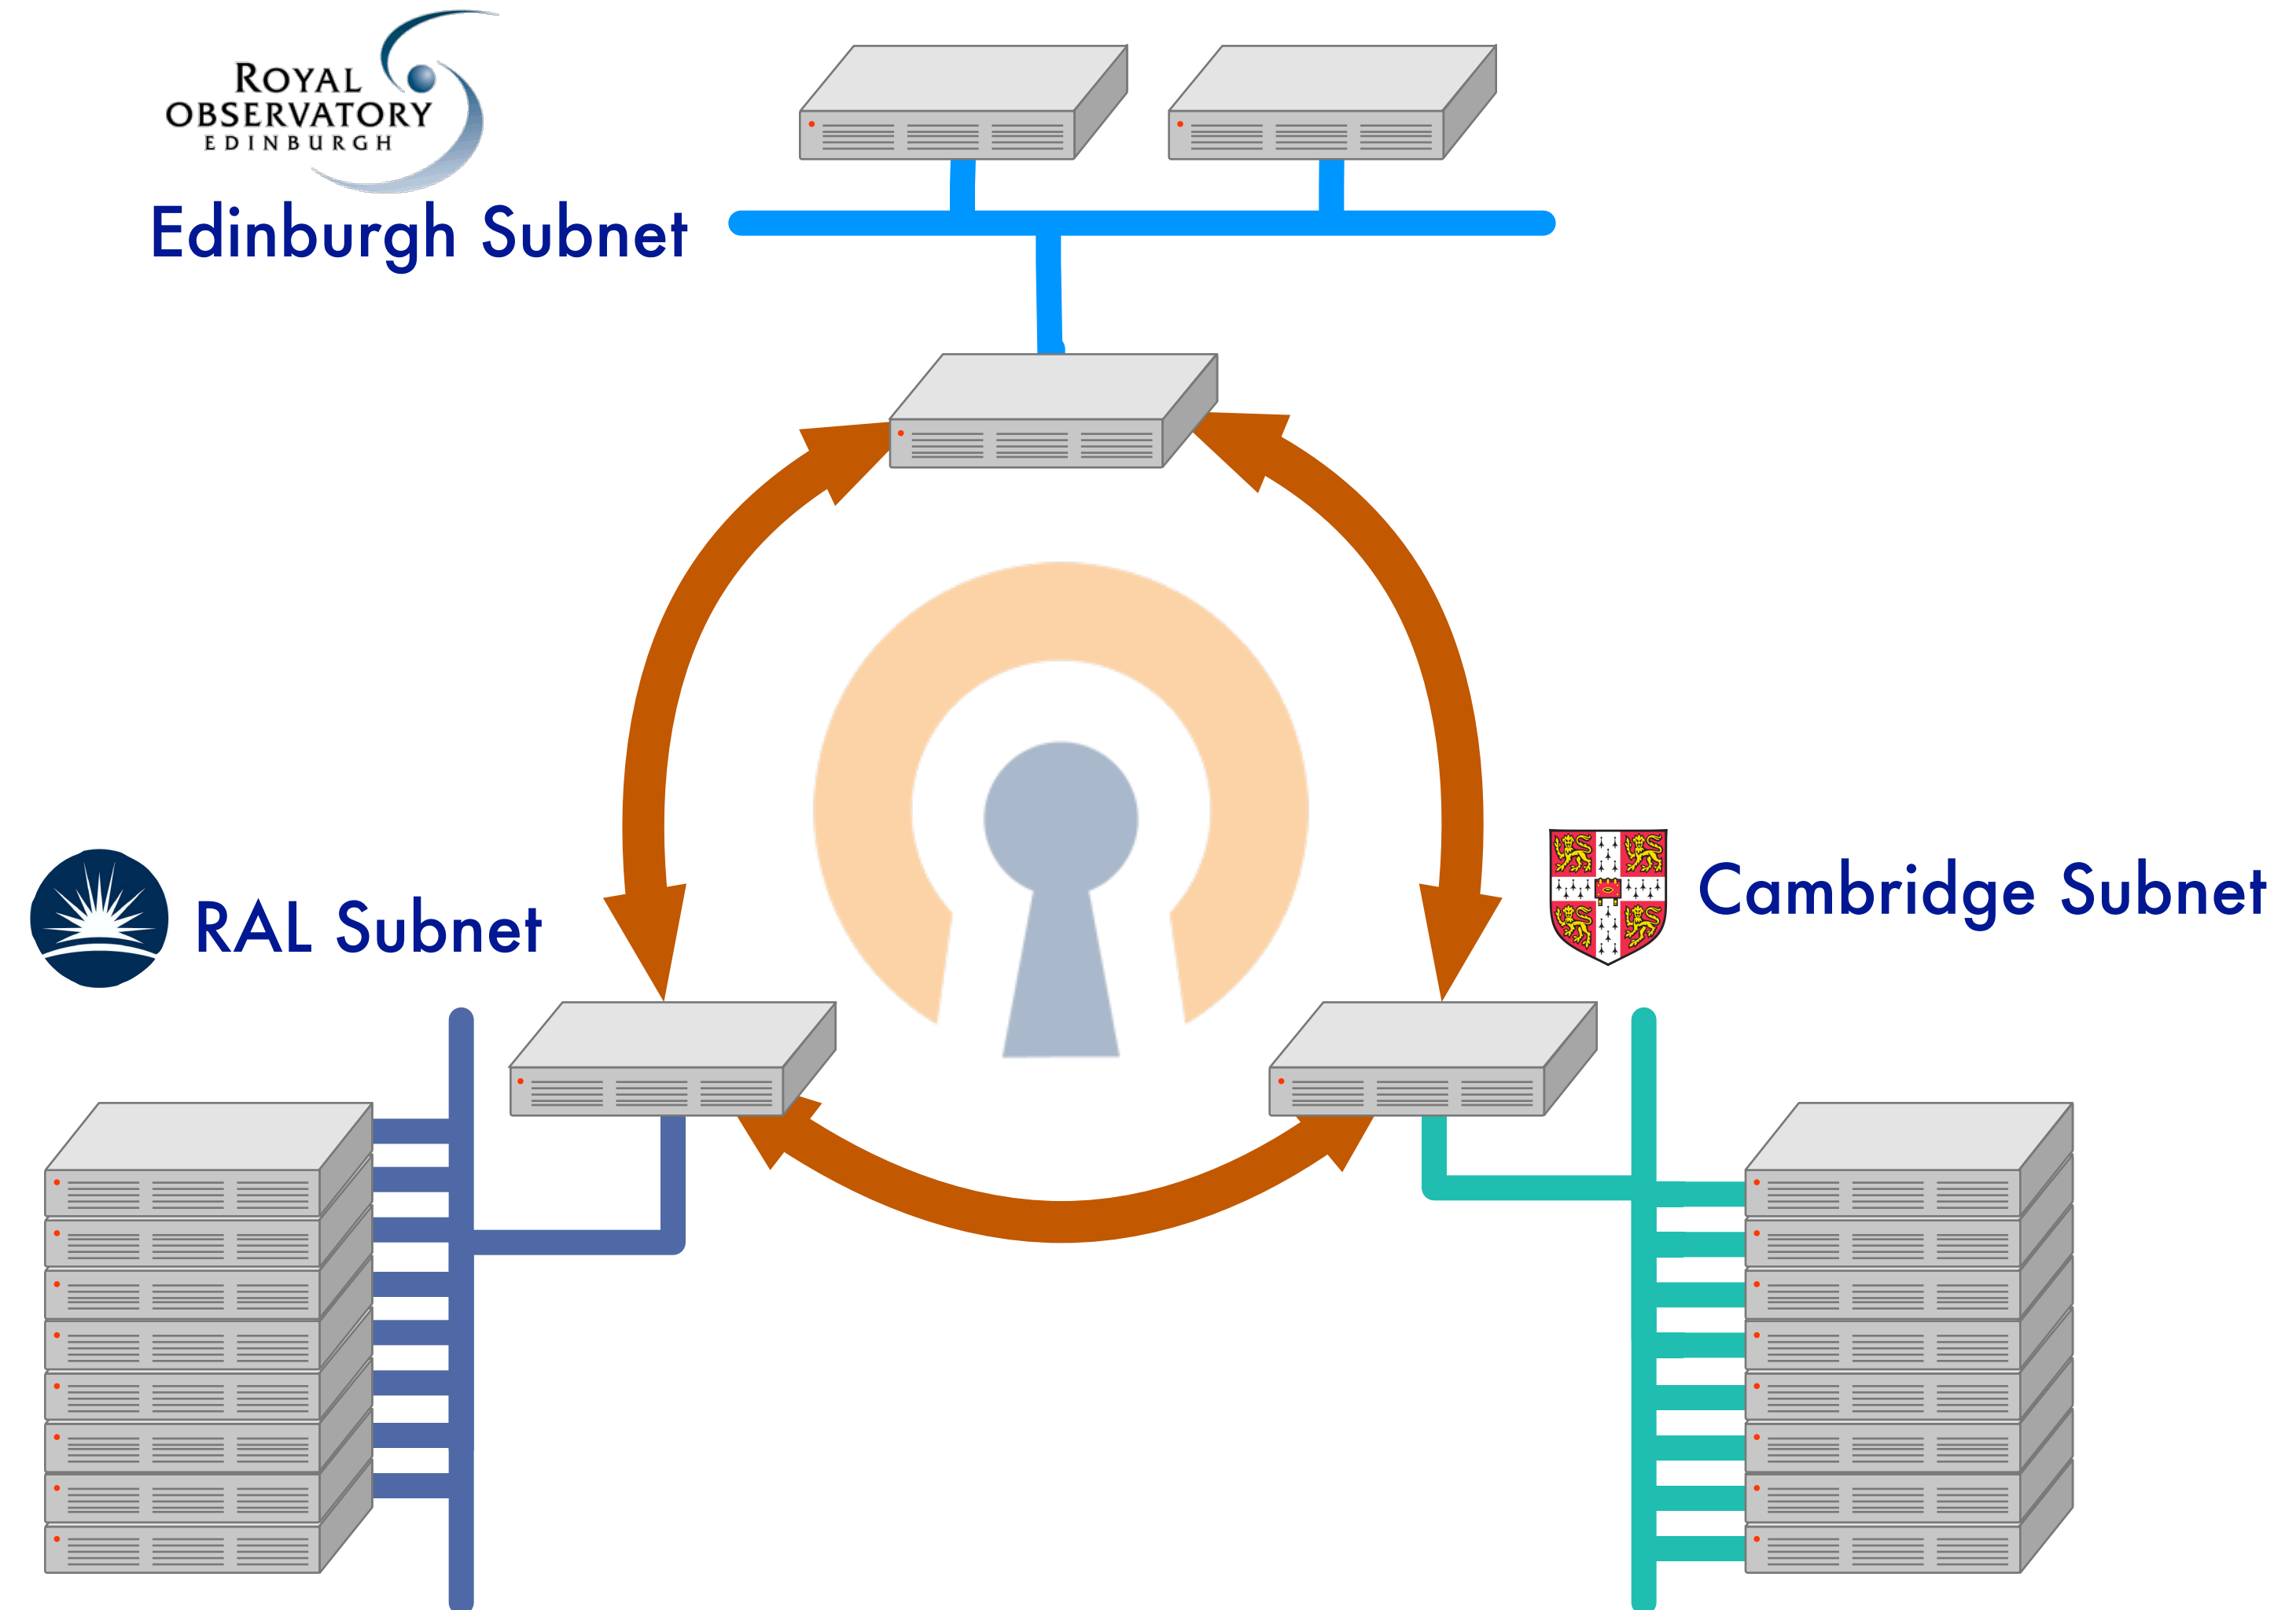 ROYAL
OBSERVATORY
EDINBURGH
Edinburgh Subnet
RAL Subnet
Cambridge Subnet